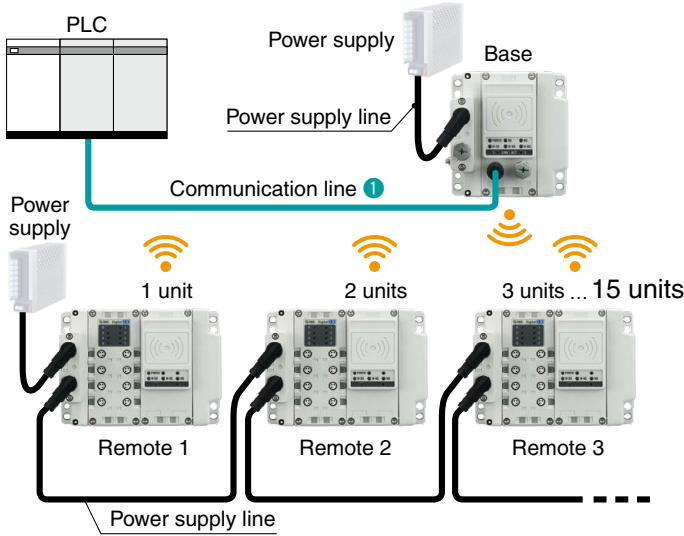 PLC
Power supply
Base
Power supply line
Communication line 1
Power
supply
1 unit
2 units
3 units ... 15 units
Remote 1
Remote 2
Remote 3
Power supply line